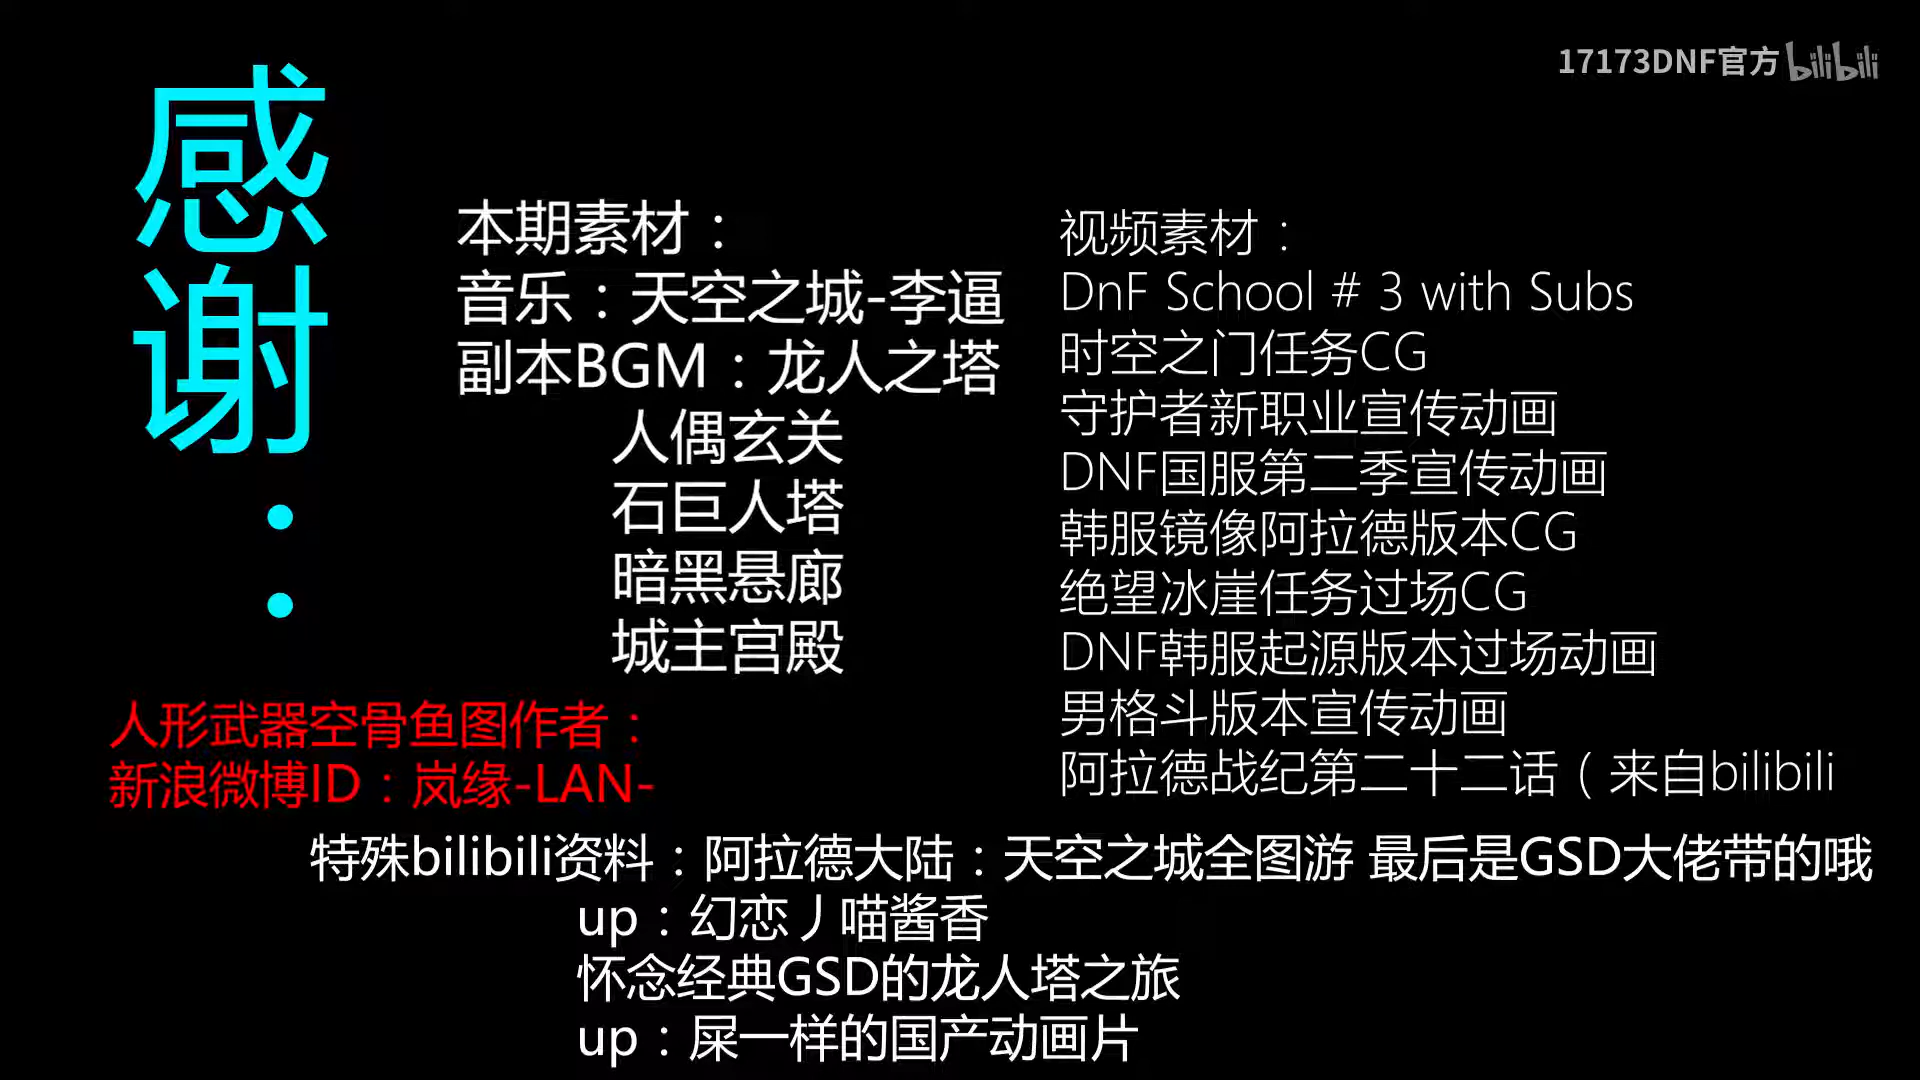 17173DNF官方 bilibili
感谢：
本期素材：
音乐：天空之城-李逼
副本BGM：龙人之塔
人偶玄关
石巨人塔
暗黑悬廊
城主宫殿
视频素材：
DnF School # 3 with Subs
时空之门任务CG
守护者新职业宣传动画
DNF国服第二季宣传动画
韩服镜像阿拉德版本CG
绝望冰崖任务过场CG
DNF韩服起源版本过场动画
男格斗版本宣传动画
阿拉德战纪第二十二话（来自bilibili
人形武器空骨鱼图作者：
新浪微博ID：岚缘-LAN-
特殊bilibili资料：阿拉德大陆：天空之城全图游 最后是GSD大佬带的哦
up：幻恋丿喵酱香
怀念经典GSD的龙人塔之旅
up：屎一样的国产动画片